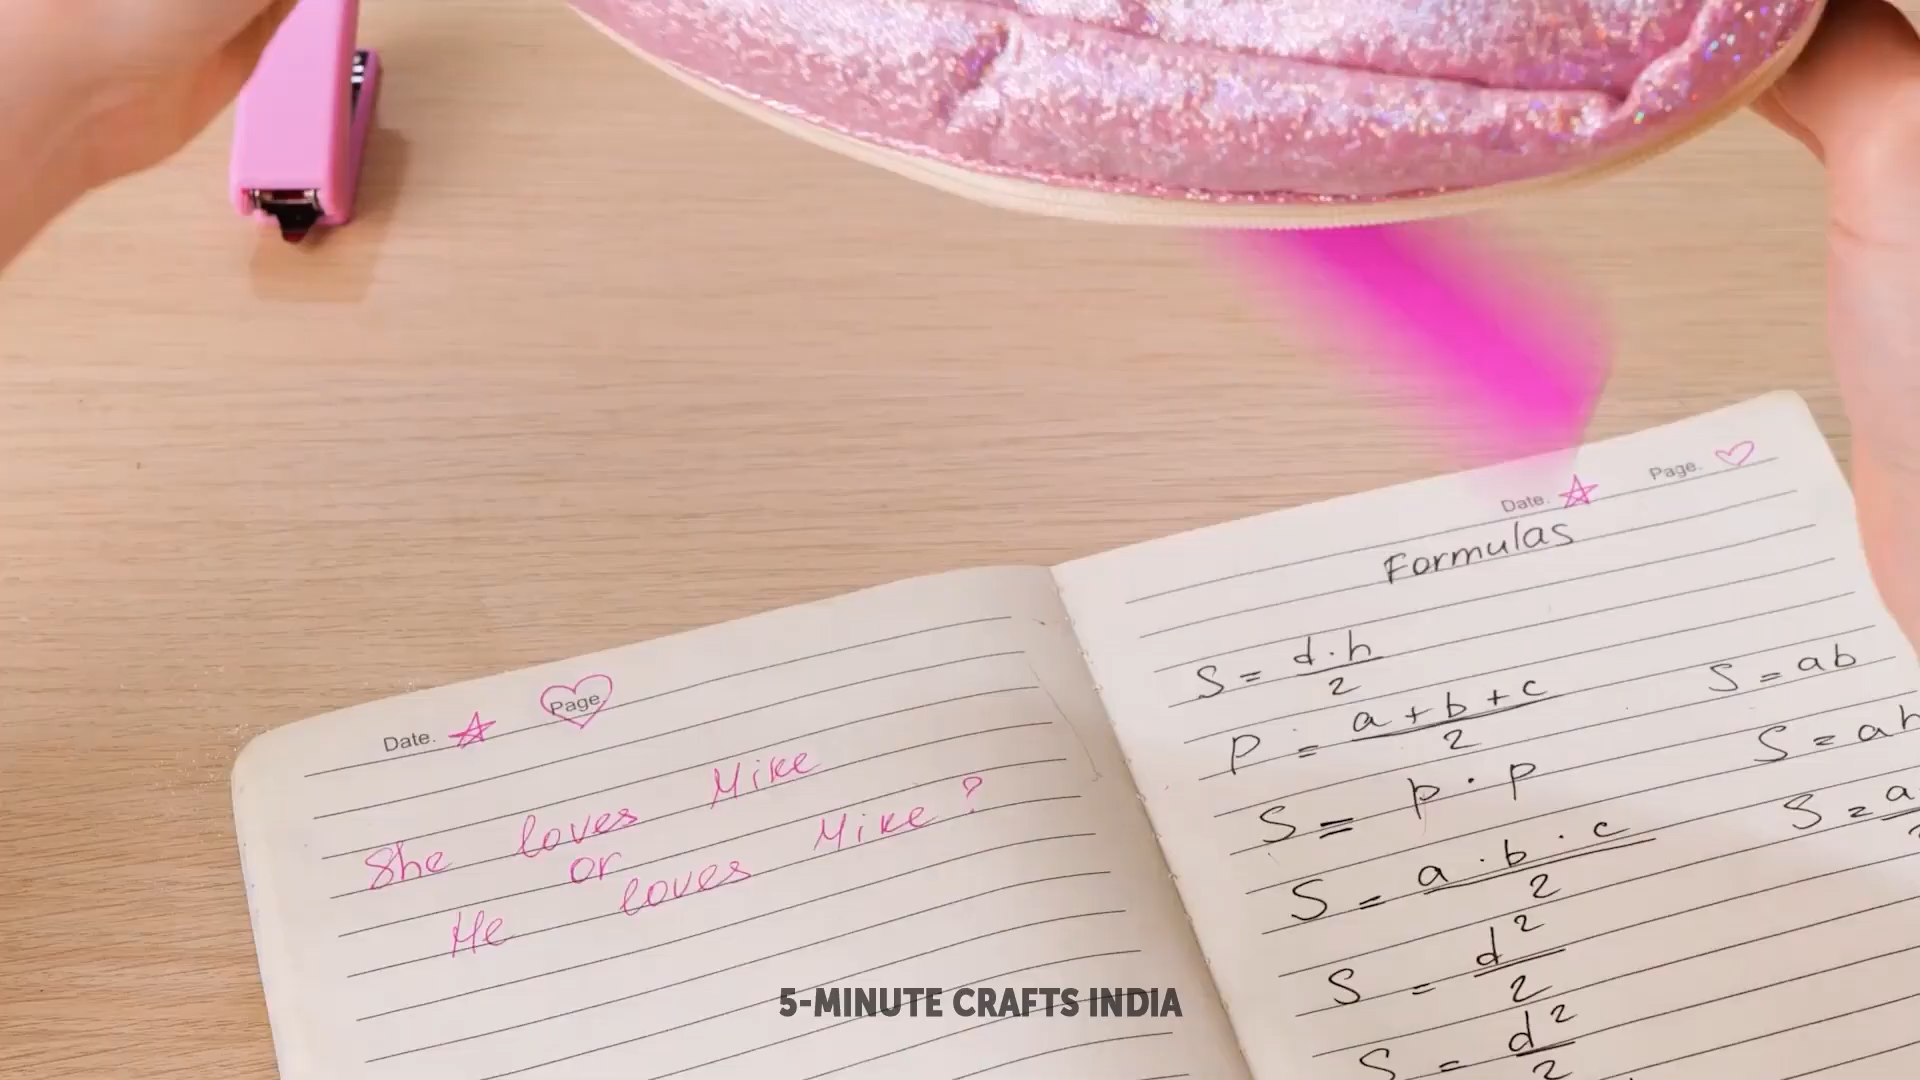 Date.
Page
She loves Mike
or
He loves Mike?
Date.
Page.
Formulas
S = d·h/2
S = ab
P = a+b+c/2
S = ah
S = p·p
S = a·b·c/2
S = d²/2
S = d²/2
5-MINUTE CRAFTS INDIA